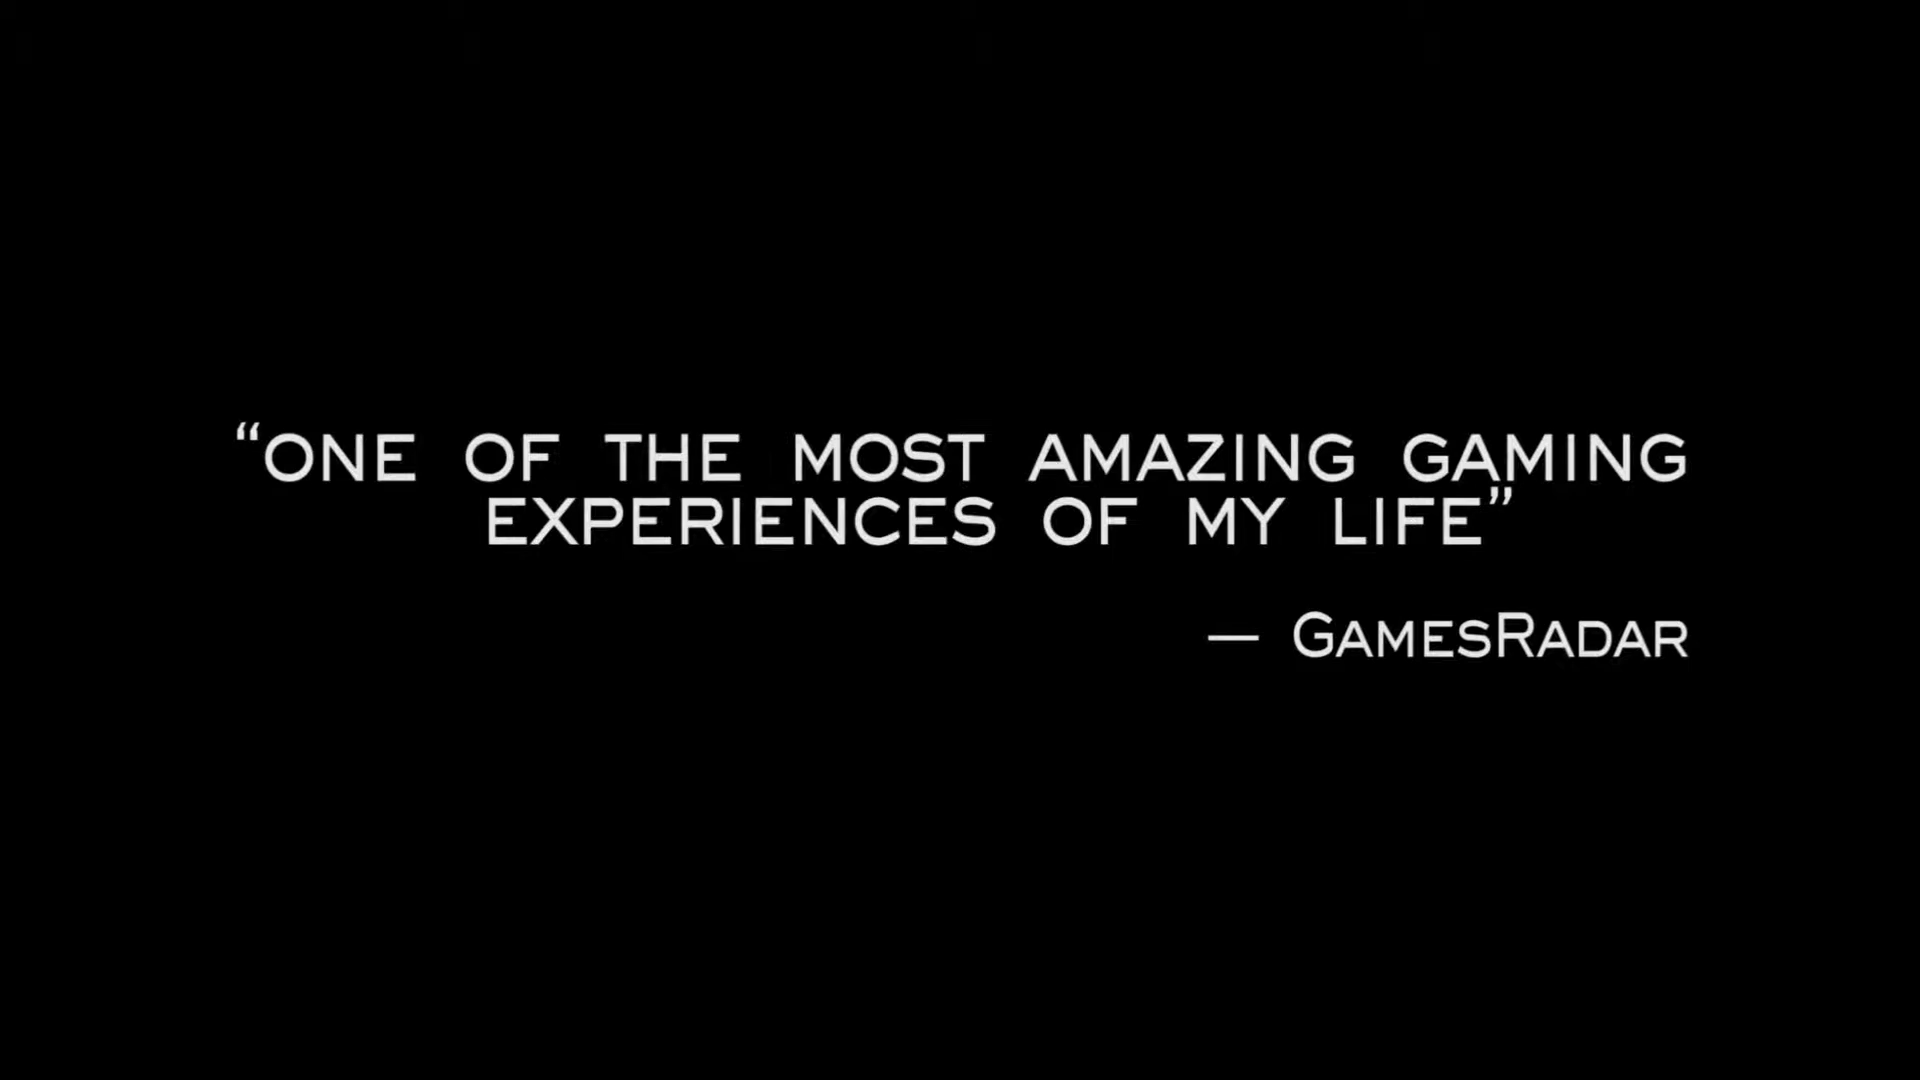 “ONE OF THE MOST AMAZING GAMING
EXPERIENCES OF MY LIFE”
— GAMESRADAR